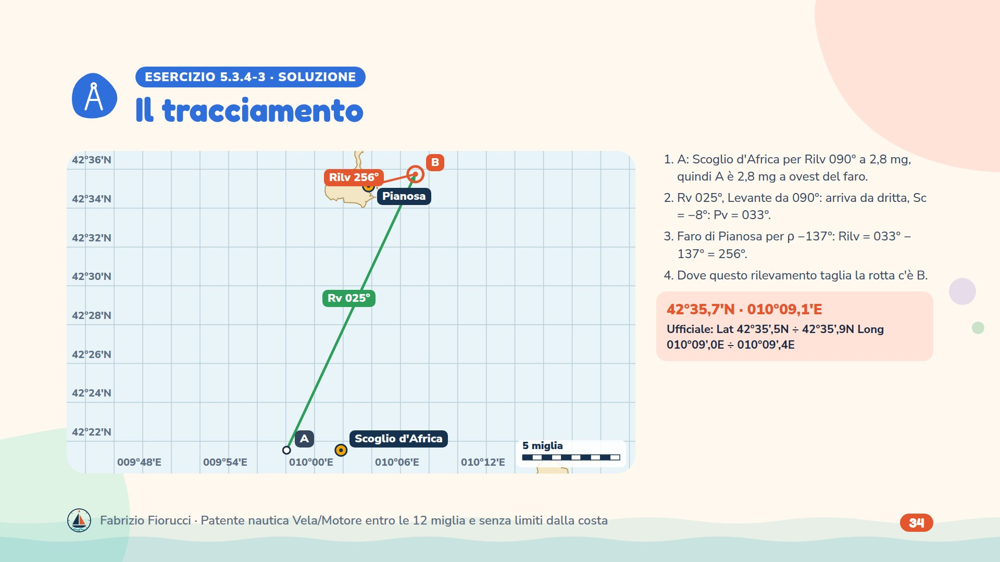 ESERCIZIO 5.3.4-3 · SOLUZIONE
Il tracciamento
42°36'N
42°34'N
42°32'N
42°30'N
42°28'N
42°26'N
42°24'N
42°22'N
009°48'E
009°54'E
010°00'E
010°06'E
010°12'E
B
Rilv 256°
Pianosa
Rv 025°
A
Scoglio d'Africa
5 miglia
1. A: Scoglio d'Africa per Rilv 090° a 2,8 mg,
quindi A è 2,8 mg a ovest del faro.
2. Rv 025°, Levante da 090°: arriva da dritta, Sc
= −8°: Pv = 033°.
3. Faro di Pianosa per ρ −137°: Rilv = 033° −
137° = 256°.
4. Dove questo rilevamento taglia la rotta c'è B.
42°35,7'N · 010°09,1'E
Ufficiale: Lat 42°35’,5N ÷ 42°35’,9N Long
010°09’,0E ÷ 010°09’,4E
Fabrizio Fiorucci · Patente nautica Vela/Motore entro le 12 miglia e senza limiti dalla costa
34